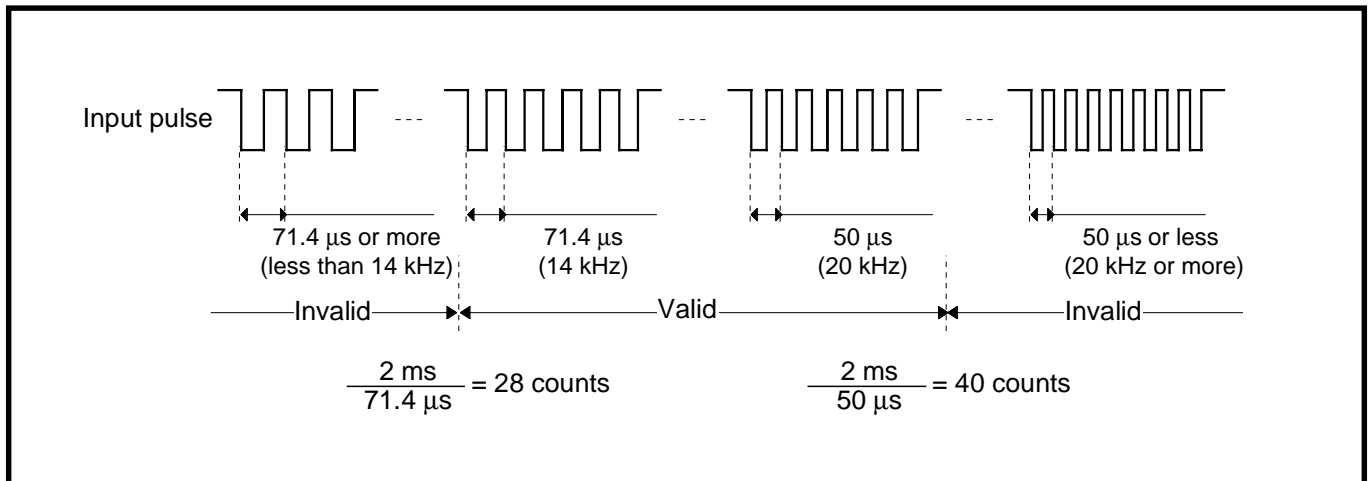 Input pulse
71.4 μs or more
(less than 14 kHz)
71.4 μs
(14 kHz)
50 μs
(20 kHz)
50 μs or less
(20 kHz or more)
Invalid
Valid
Invalid
2 ms
71.4 μs
= 28 counts
2 ms
50 μs
= 40 counts